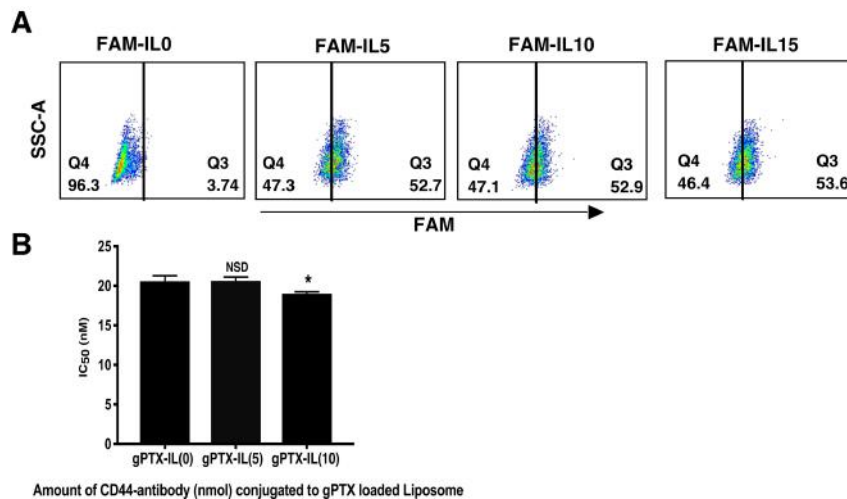 A
FAM-IL0 FAM-IL5 FAM-IL10 FAM-IL15
SSC-A
Q4 Q3 Q4 Q3 Q4 Q3 Q4 Q3
96.3 3.74 47.3 52.7 47.1 52.9 46.4 53.6
FAM
B
25
20
15
10
5
0
IC50 (nM)
NSD *
gPTX-IL(0) gPTX-IL(5) gPTX-IL(10)
Amount of CD44-antibody (nmol) conjugated to gPTX loaded Liposome